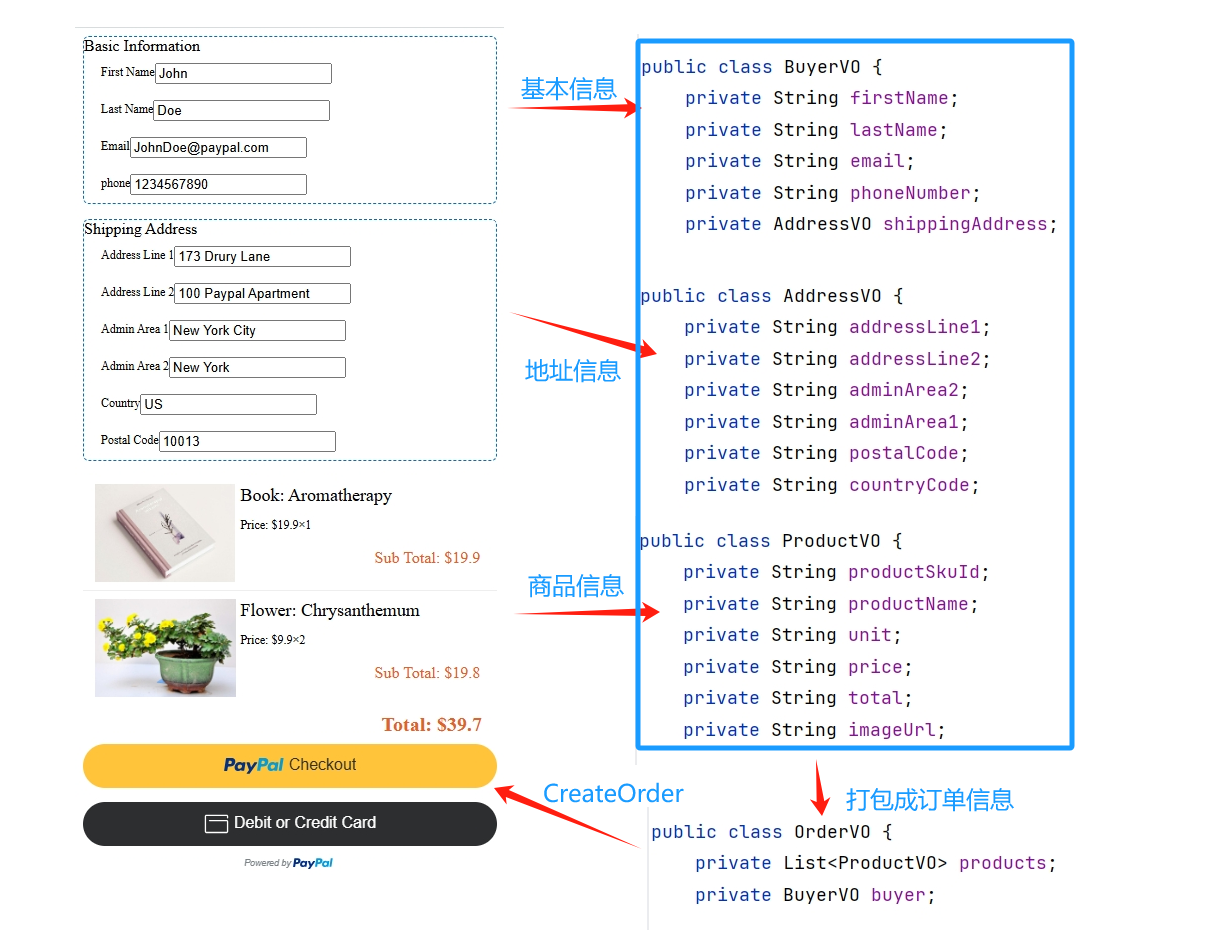 Basic Information
First Name John
Last Name Doe
Email JohnDoe@paypal.com
phone 1234567890
Shipping Address
Address Line 1 173 Drury Lane
Address Line 2 100 Paypal Apartment
Admin Area 1 New York City
Admin Area 2 New York
Country US
Postal Code 10013
Book: Aromatherapy
Price: $19.9×1
Sub Total: $19.9
Flower: Chrysanthemum
Price: $9.9×2
Sub Total: $19.8
Total: $39.7
PayPal Checkout
Debit or Credit Card
Powered by PayPal
基本信息
地址信息
商品信息
public class BuyerVO {
private String firstName;
private String lastName;
private String email;
private String phoneNumber;
private AddressVO shippingAddress;
public class AddressVO {
private String addressLine1;
private String addressLine2;
private String adminArea2;
private String adminArea1;
private String postalCode;
private String countryCode;
public class ProductVO {
private String productSkuId;
private String productName;
private String unit;
private String price;
private String total;
private String imageUrl;
CreateOrder
打包成订单信息
public class OrderVO {
private List<ProductVO> products;
private BuyerVO buyer;